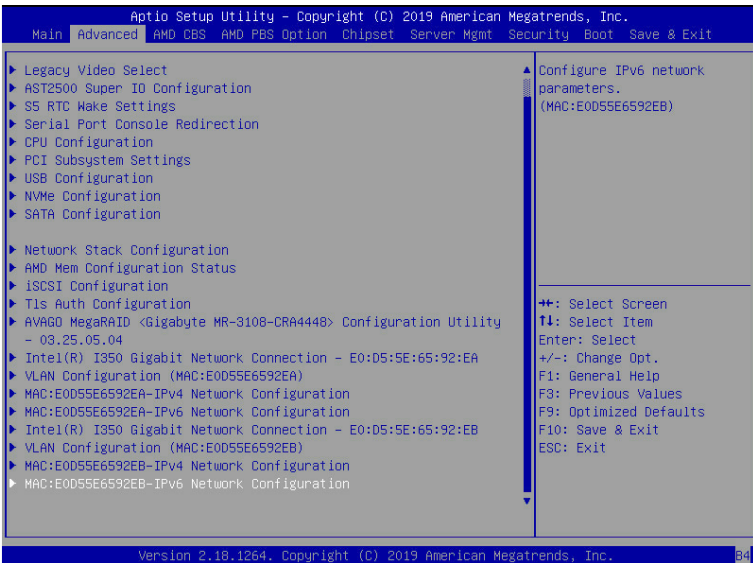 Aptio Setup Utility – Copyright (C) 2019 American Megatrends, Inc.
Main Advanced AMD CBS AMD PBS Option Chipset Server Mgmt Security Boot Save & Exit
Legacy Video Select
AST2500 Super IO Configuration
S5 RTC Wake Settings
Serial Port Console Redirection
CPU Configuration
PCI Subsystem Settings
USB Configuration
NVMe Configuration
SATA Configuration
Network Stack Configuration
AMD Mem Configuration Status
iSCSI Configuration
Tls Auth Configuration
AVAGO MegaRAID <Gigabyte MR-3108-CRA4448> Configuration Utility
– 03.25.05.04
Intel(R) I350 Gigabit Network Connection – E0:D5:5E:65:92:EA
VLAN Configuration (MAC:E0D55E6592EA)
MAC:E0D55E6592EA-IPv4 Network Configuration
MAC:E0D55E6592EA-IPv6 Network Configuration
Intel(R) I350 Gigabit Network Connection – E0:D5:5E:65:92:EB
VLAN Configuration (MAC:E0D55E6592EB)
MAC:E0D55E6592EB-IPv4 Network Configuration
MAC:E0D55E6592EB-IPv6 Network Configuration
Configure IPv6 network
parameters.
(MAC:E0D55E6592EB)
→←: Select Screen
↑↓: Select Item
Enter: Select
+/-: Change Opt.
F1: General Help
F3: Previous Values
F9: Optimized Defaults
F10: Save & Exit
ESC: Exit
Version 2.18.1264. Copyright (C) 2019 American Megatrends, Inc.
B4